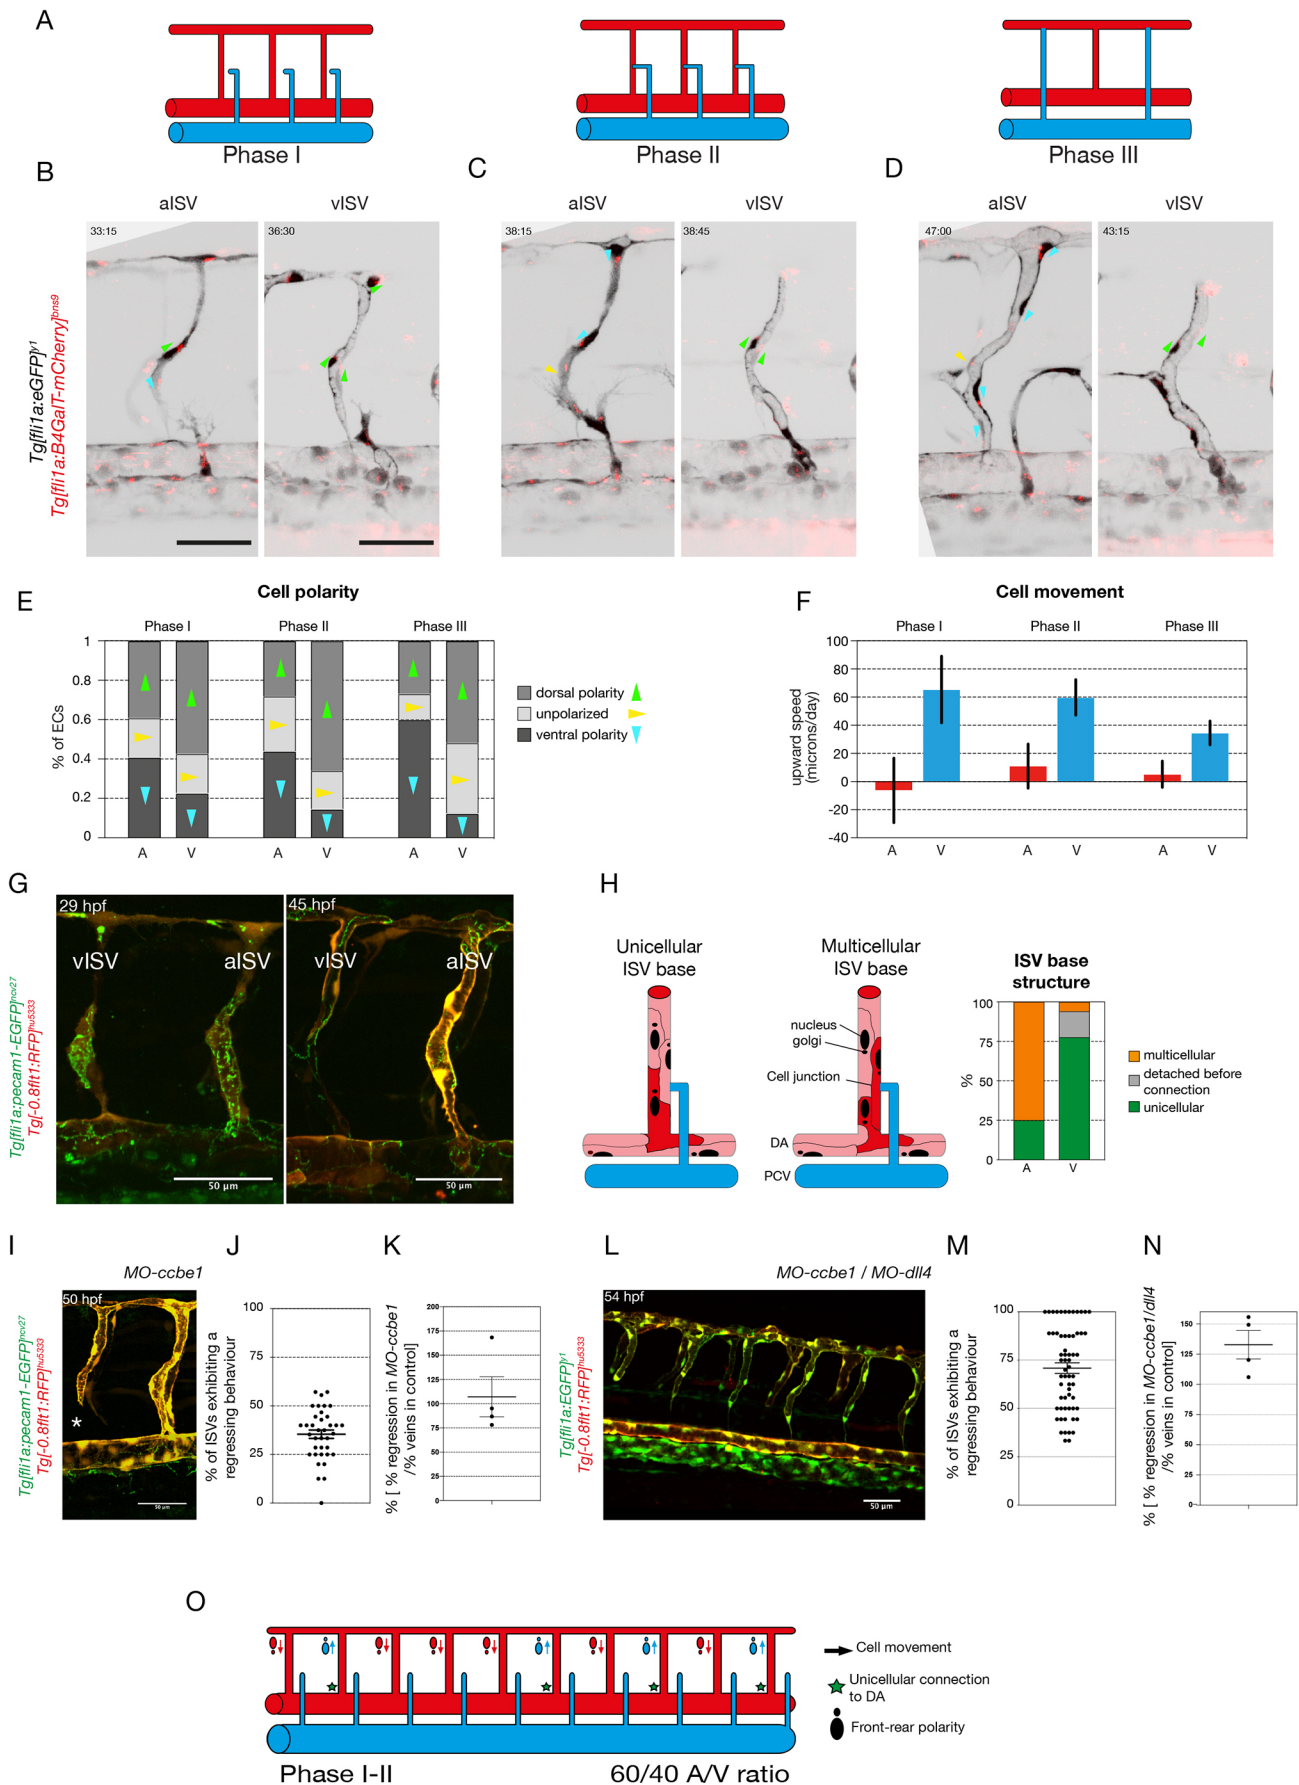 A
Phase I
Phase II
Phase III
B
C
D
aISV
vISV
aISV
vISV
aISV
vISV
33:15
36:30
38:15
38:45
47:00
43:15
Tg[fli1a:eGFP]y1
Tg[fli1a:B4GalT-mCherry]bns9
E
Cell polarity
Phase I
Phase II
Phase III
% of ECs
1
0.8
0.6
0.4
0.2
0
A
V
A
V
A
V
dorsal polarity
unpolarized
ventral polarity
F
Cell movement
Phase I
Phase II
Phase III
upward speed
(microns/day)
100
80
60
40
20
0
-20
-40
A
V
A
V
A
V
G
29 hpf
45 hpf
vISV
aISV
vISV
aISV
50 µm
50 µm
Tg[fli1a:pecam1-EGFP]ncv27
Tg[-0.8flt1:RFP]hu5333
H
Unicellular
ISV base
Multicellular
ISV base
nucleus
golgi
Cell junction
DA
PCV
ISV base
structure
%
100
75
50
25
0
A
V
multicellular
detached before
connection
unicellular
I
MO-ccbe1
50 hpf
*
50 µm
Tg[fli1a:pecam1-EGFP]ncv27
Tg[-0.8flt1:RFP]hu5333
J
% of ISVs exhibiting a
regressing behaviour
100
75
50
25
0
K
% [ % regression in MO-ccbe1
/% veins in control]
200
175
150
125
100
75
50
25
0
L
MO-ccbe1 / MO-dll4
54 hpf
50 µm
Tg[fli1a:EGFP]y1
Tg[-0.8flt1:RFP]hu5333
M
% of ISVs exhibiting a
regressing behaviour
100
75
50
25
0
N
% [ % regression in MO-ccbe1/dll4
/% veins in control]
150
125
100
75
50
25
0
O
Cell movement
Unicellular connection
to DA
Front-rear polarity
Phase I-II
60/40 A/V ratio